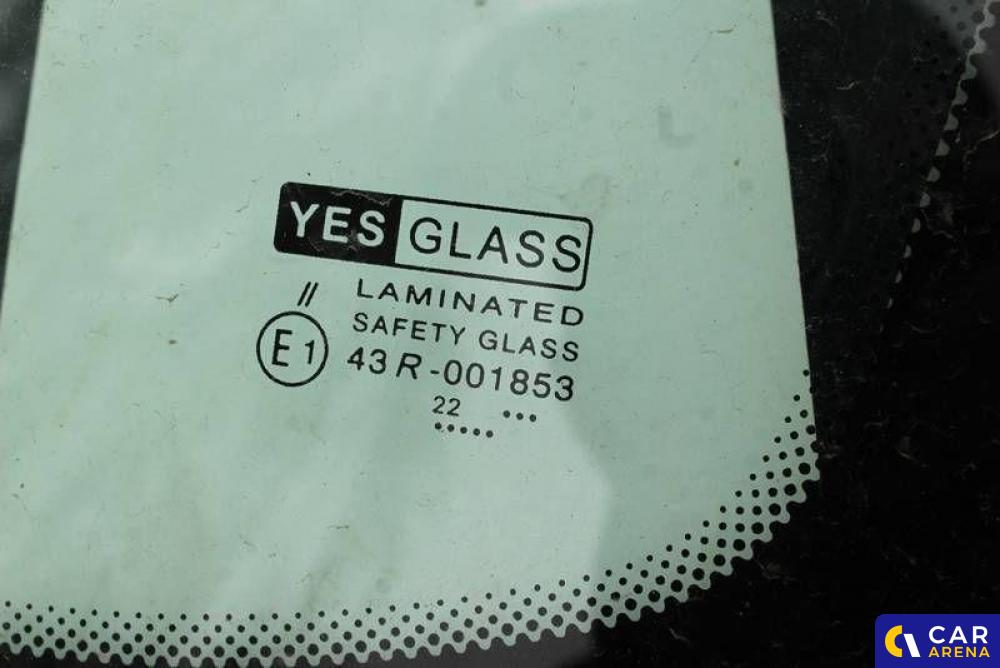 YES GLASS
// LAMINATED
SAFETY GLASS
E1 43R-001853
22 •••
•••••
CAR
ARENA